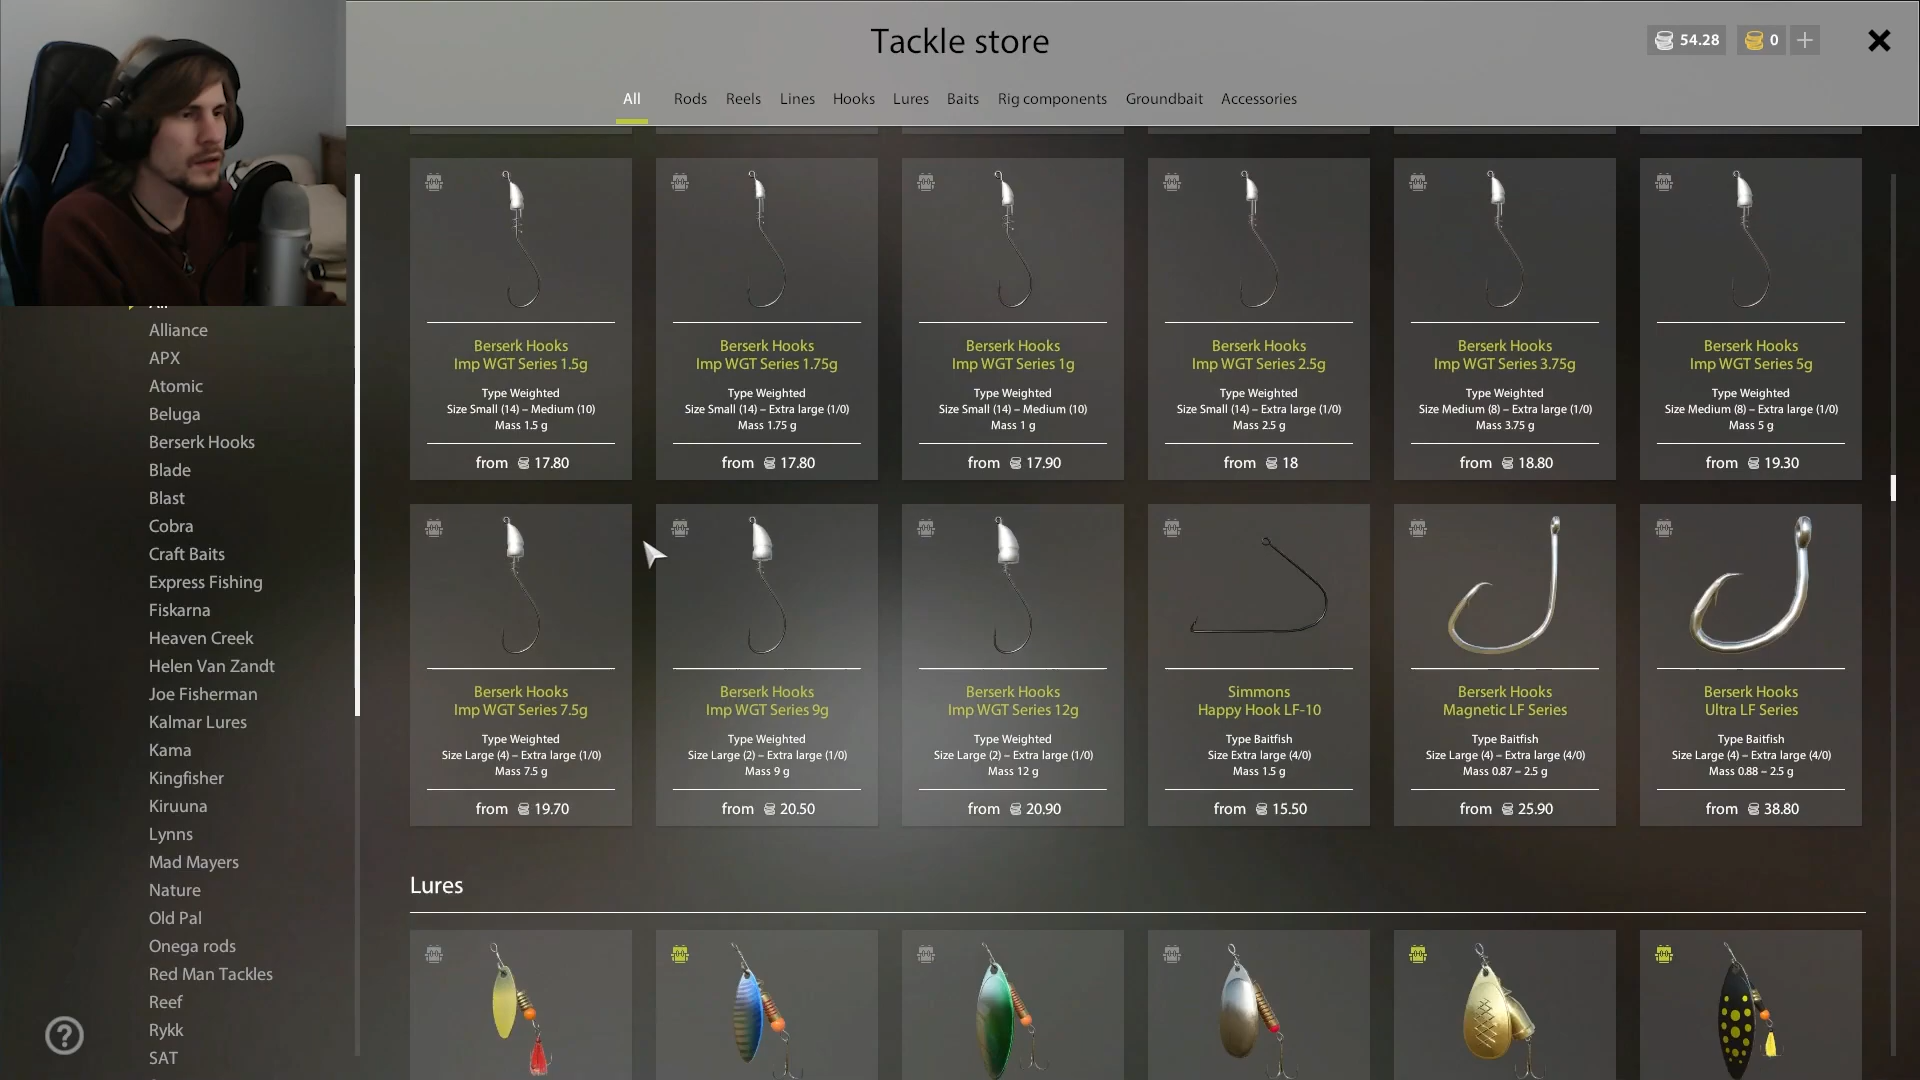 Tackle store
54.28
0
All
Rods
Reels
Lines
Hooks
Lures
Baits
Rig components
Groundbait
Accessories
Alliance
APX
Atomic
Beluga
Berserk Hooks
Blade
Blast
Cobra
Craft Baits
Express Fishing
Fiskarna
Heaven Creek
Helen Van Zandt
Joe Fisherman
Kalmar Lures
Kama
Kingfisher
Kiruuna
Lynns
Mad Mayers
Nature
Old Pal
Onega rods
Red Man Tackles
Reef
Rykk
SAT
Berserk Hooks
Imp WGT Series 1.5g
Type Weighted
Size Small (14) – Medium (10)
Mass 1.5 g
from 17.80
Berserk Hooks
Imp WGT Series 1.75g
Type Weighted
Size Small (14) – Extra large (1/0)
Mass 1.75 g
from 17.80
Berserk Hooks
Imp WGT Series 1g
Type Weighted
Size Small (14) – Medium (10)
Mass 1 g
from 17.90
Berserk Hooks
Imp WGT Series 2.5g
Type Weighted
Size Small (14) – Extra large (1/0)
Mass 2.5 g
from 18
Berserk Hooks
Imp WGT Series 3.75g
Type Weighted
Size Medium (8) – Extra large (1/0)
Mass 3.75 g
from 18.80
Berserk Hooks
Imp WGT Series 5g
Type Weighted
Size Medium (8) – Extra large (1/0)
Mass 5 g
from 19.30
Berserk Hooks
Imp WGT Series 7.5g
Type Weighted
Size Large (4) – Extra large (1/0)
Mass 7.5 g
from 19.70
Berserk Hooks
Imp WGT Series 9g
Type Weighted
Size Large (2) – Extra large (1/0)
Mass 9 g
from 20.50
Berserk Hooks
Imp WGT Series 12g
Type Weighted
Size Large (2) – Extra large (1/0)
Mass 12 g
from 20.90
Simmons
Happy Hook LF-10
Type Baitfish
Size Extra large (4/0)
Mass 1.5 g
from 15.50
Berserk Hooks
Magnetic LF Series
Type Baitfish
Size Large (4) – Extra large (4/0)
Mass 0.87 – 2.5 g
from 25.90
Berserk Hooks
Ultra LF Series
Type Baitfish
Size Large (4) – Extra large (4/0)
Mass 0.88 – 2.5 g
from 38.80
Lures